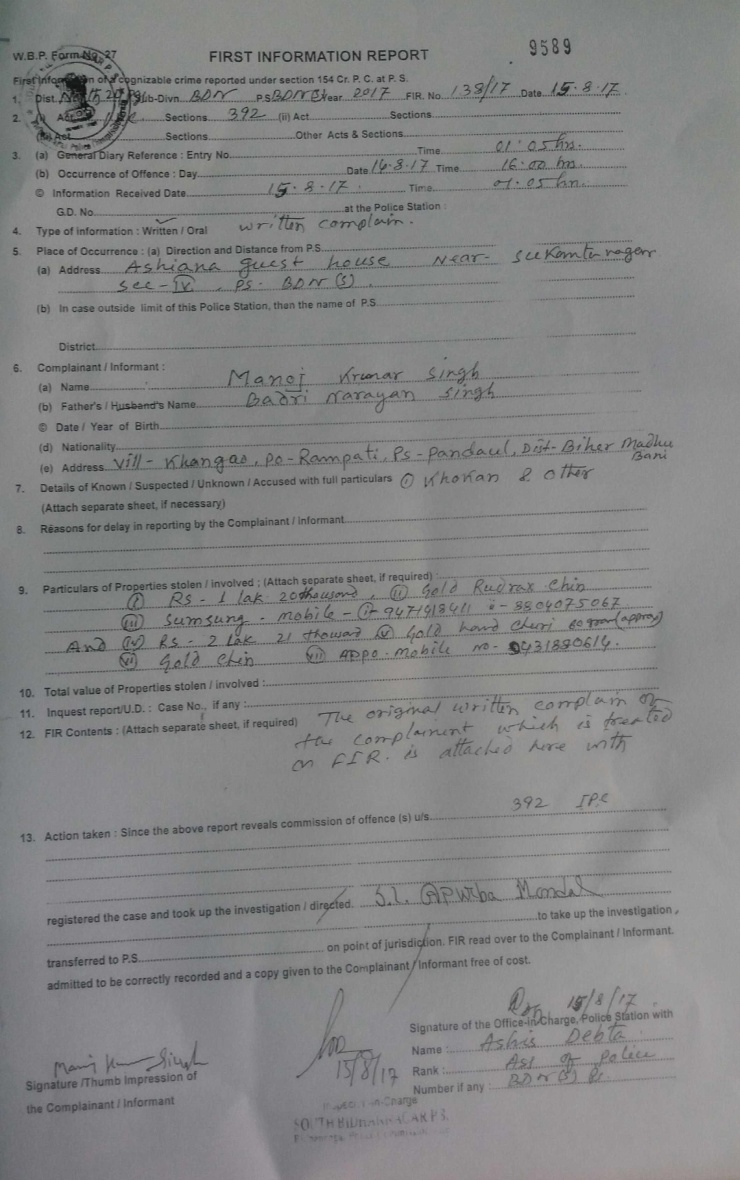 W.B.P. Form No. 27
FIRST INFORMATION REPORT
9589
First Information of a cognizable crime reported under section 154 Cr. P. C. at P. S.
1. Dist. North 24 Sub-Divn. BDN P.S BDN(S) Year 2017 FIR. No. 138/17 Date 15.8.17.
2. Sections 392 (ii) Act Sections
(iii) Act Sections Other Acts & Sections
3. (a) General Diary Reference : Entry No. Time 01:05 hrs.
(b) Occurrence of Offence : Day Date 14.8.17 Time 16.00 hrs.
© Information Received Date 15.8.17. Time 01.05 hrs.
G.D. No. at the Police Station :
4. Type of information : Written / Oral written complain.
5. Place of Occurrence : (a) Direction and Distance from P.S.
(a) Address Ashiana guest house Near- Sukantu nagar
Sec-IV, PS- BDN(S).
(b) In case outside limit of this Police Station, then the name of P.S.
District
6. Complainant / Informant :
(a) Name Manoj Kumar Singh
(b) Father's / Husband's Name Badri Narayan Singh
© Date / Year of Birth
(d) Nationality
(e) Address Vill- Khangao, PO-Rampati, Ps-Pandaul, Dist- Biher Madhu
Bani
7. Details of Known / Suspected / Unknown / Accused with full particulars ① Khokan & other
(Attach separate sheet, if necessary)
8. Reasons for delay in reporting by the Complainant / Informant
9. Particulars of Properties stolen / involved : (Attach separate sheet, if required)
(i) RS - 1 lak 20 thousand, (ii) Gold Rudrax Chin
(iii) Sumsung - mobile - 8804075067
And (iv) RS - 2 lak 21 thousand (v) Gold hand Churi 60 gram (approx)
(vi) Gold Chin (vii) APPO - mobile no- 9431880614.
10. Total value of Properties stolen / involved :
11. Inquest report/U.D. : Case No., if any :
12. FIR Contents : (Attach separate sheet, if required) The original written complain of
the complainent which is treated
as FIR. is attached here with
13. Action taken : Since the above report reveals commission of offence (s) u/s. 392 IPC
registered the case and took up the investigation / directed. S.I. Apurba Mondal
to take up the investigation,
transferred to P.S. on point of jurisdiction. FIR read over to the Complainant / Informant.
admitted to be correctly recorded and a copy given to the Complainant / Informant free of cost.
15/8/17.
Signature of the Office-in-Charge, Police Station with
Name : Ashis Debta
Rank : ASI of Police
Number if any : BDN(S) PS
Manoj Kumar Singh
Signature /Thumb Impression of
the Complainant / Informant
15/8/17
In-Charge
SOUTH BIDHANNAGAR P.S.